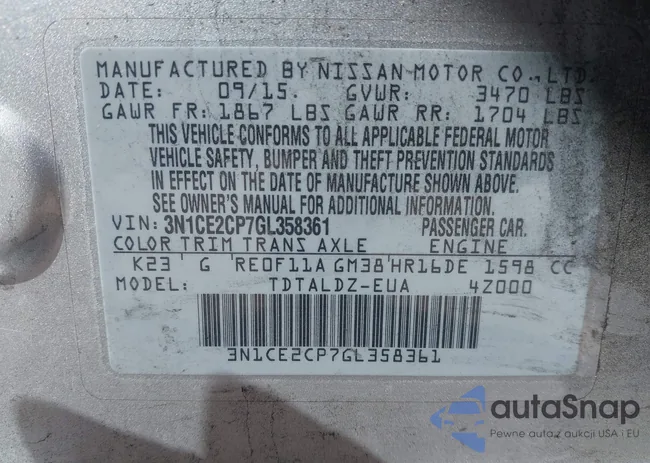 MANUFACTURED BY NISSAN MOTOR CO., LTD.
DATE: 09/15. GVWR: 3470 LBS
GAWR FR: 1867 LBS GAWR RR: 1704 LBS
THIS VEHICLE CONFORMS TO ALL APPLICABLE FEDERAL MOTOR
VEHICLE SAFETY, BUMPER AND THEFT PREVENTION STANDARDS
IN EFFECT ON THE DATE OF MANUFACTURE SHOWN ABOVE.
SEE OWNER'S MANUAL FOR ADDITIONAL INFORMATION.
VIN: 3N1CE2CP7GL358361 PASSENGER CAR.
COLOR TRIM TRANS AXLE ENGINE
K23 G RE0F11A GM38 HR16DE 1598 CC
MODEL: TDTALDZ-EUA 4Z000
3N1CE2CP7GL358361
autaSnap
Pewne auta z aukcji USA i EU